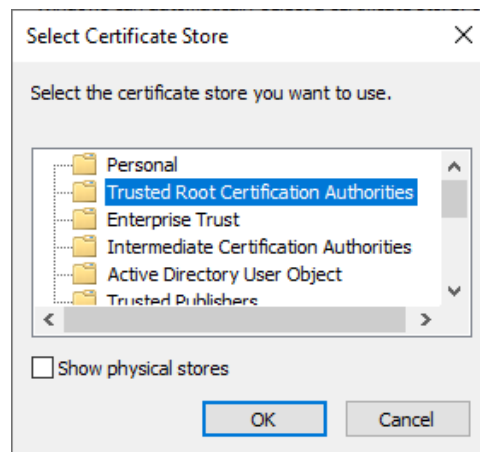 Select Certificate Store
Select the certificate store you want to use.
Personal
Trusted Root Certification Authorities
Enterprise Trust
Intermediate Certification Authorities
Active Directory User Object
Trusted Publishers
Show physical stores
OK
Cancel